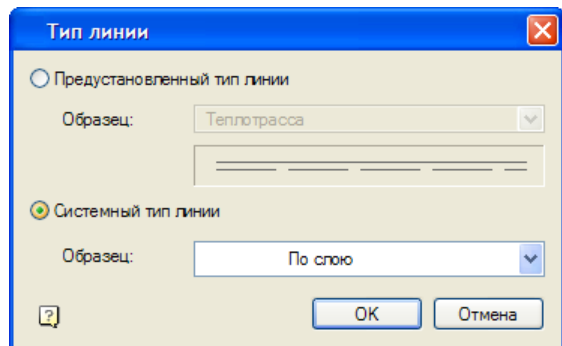 Тип линии
Предустановленный тип линии
Образец: Теплотрасса
Системный тип линии
Образец: По слою
? OK Отмена